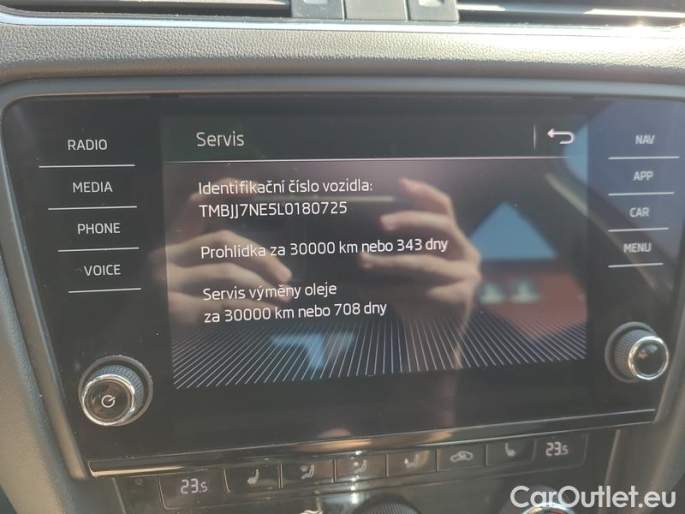 RADIO
MEDIA
PHONE
VOICE
Servis
Identifikační číslo vozidla:
TMBJJ7NE5L0180725
Prohlídka za 30000 km nebo 343 dny
Servis výměny oleje
za 30000 km nebo 708 dny
NAV
APP
CAR
MENU
23.5
23.5
CarOutlet.eu